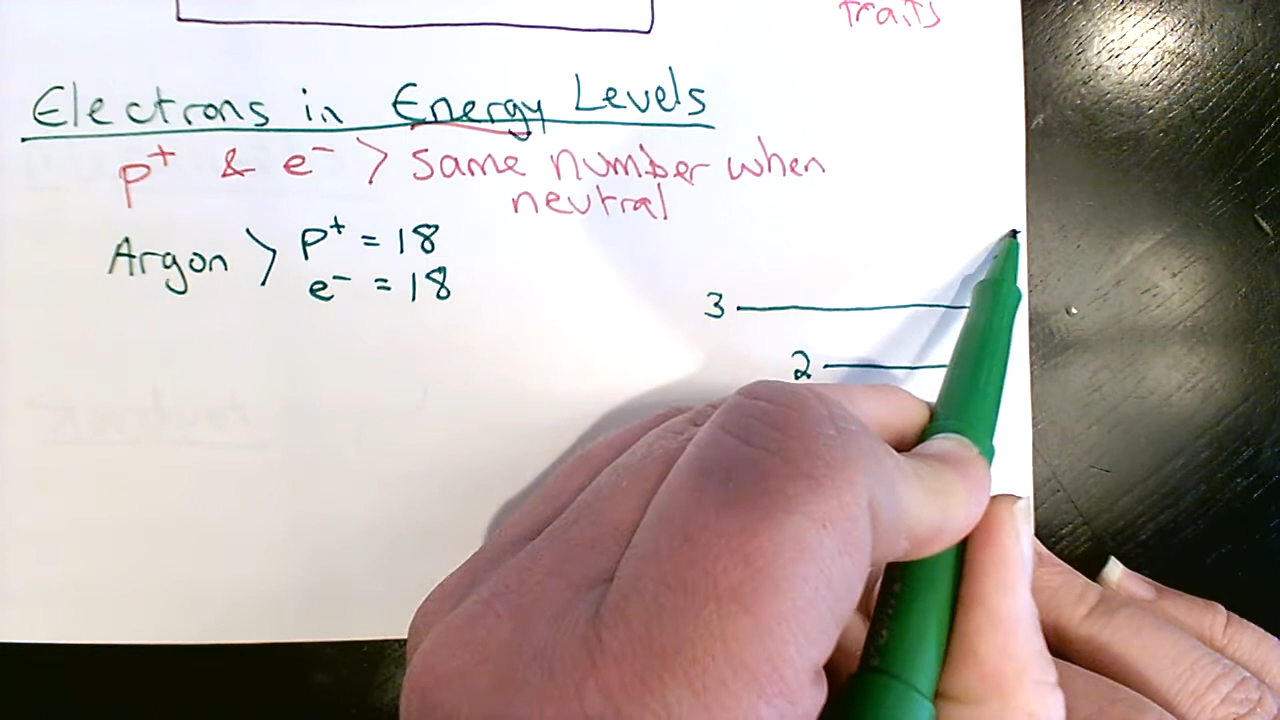 traits
Electrons in Energy Levels
p⁺ & e⁻ > same number when
neutral
Argon > p⁺ = 18
e⁻ = 18
3
2